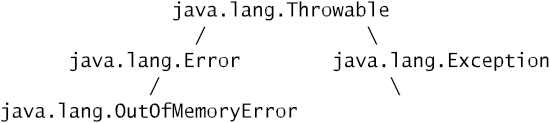 java.lang.Throwable
/ \
java.lang.Error java.lang.Exception
/ \
java.lang.OutOfMemoryError